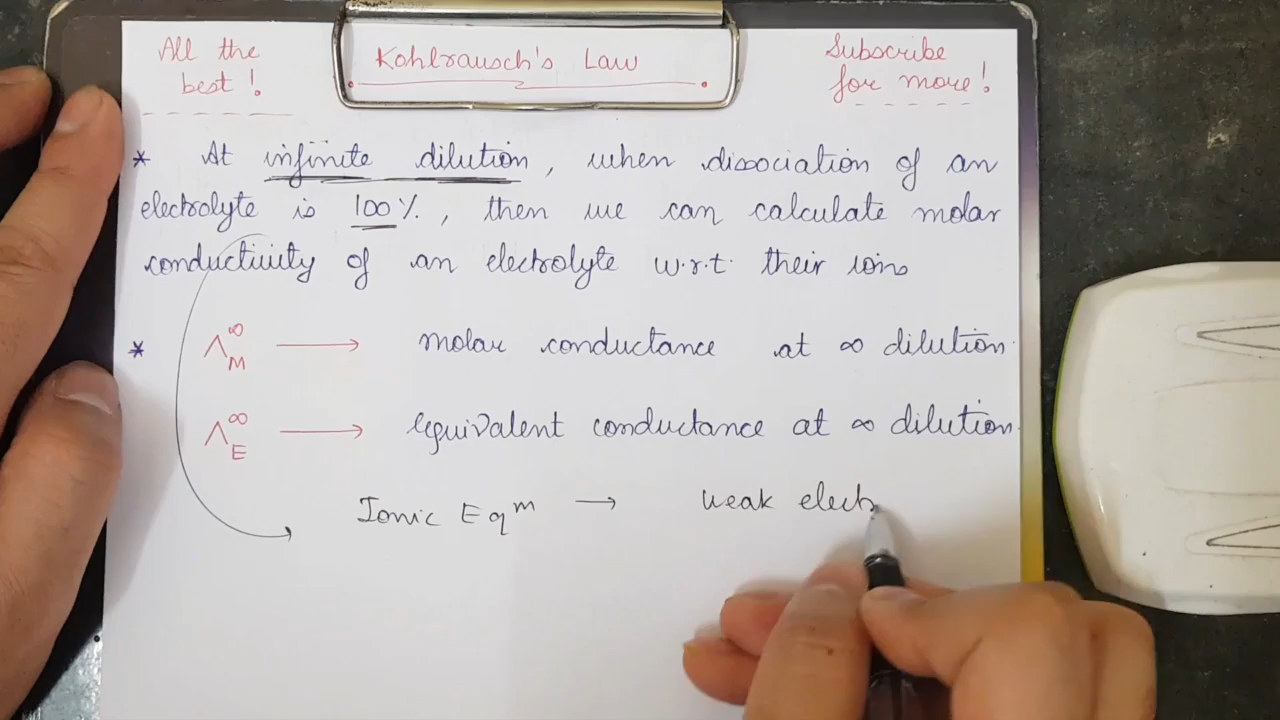 All the
best!
Kohlrausch's Law
Subscribe
for more!
* At infinite dilution, when dissociation of an
electrolyte is 100%, then we can calculate molar
conductivity of an electrolyte w.r.t. their ions
* Λ∞M → molar conductance at ∞ dilution.
Λ∞E → equivalent conductance at ∞ dilution.
Ionic Eqm → weak elect